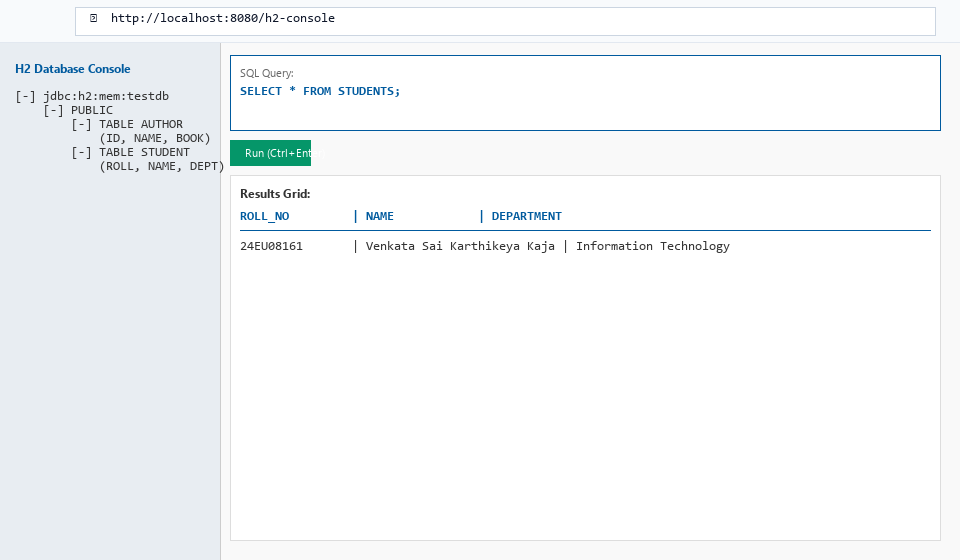 http://localhost:8080/h2-console
H2 Database Console
[-] jdbc:h2:mem:testdb
[-] PUBLIC
[-] TABLE AUTHOR
(ID, NAME, BOOK)
[-] TABLE STUDENT
(ROLL, NAME, DEPT)
SQL Query:
SELECT * FROM STUDENTS;
Run (Ctrl+Ent
Results Grid:
ROLL_NO | NAME | DEPARTMENT
24EU08161 | Venkata Sai Karthikeya Kaja | Information Technology